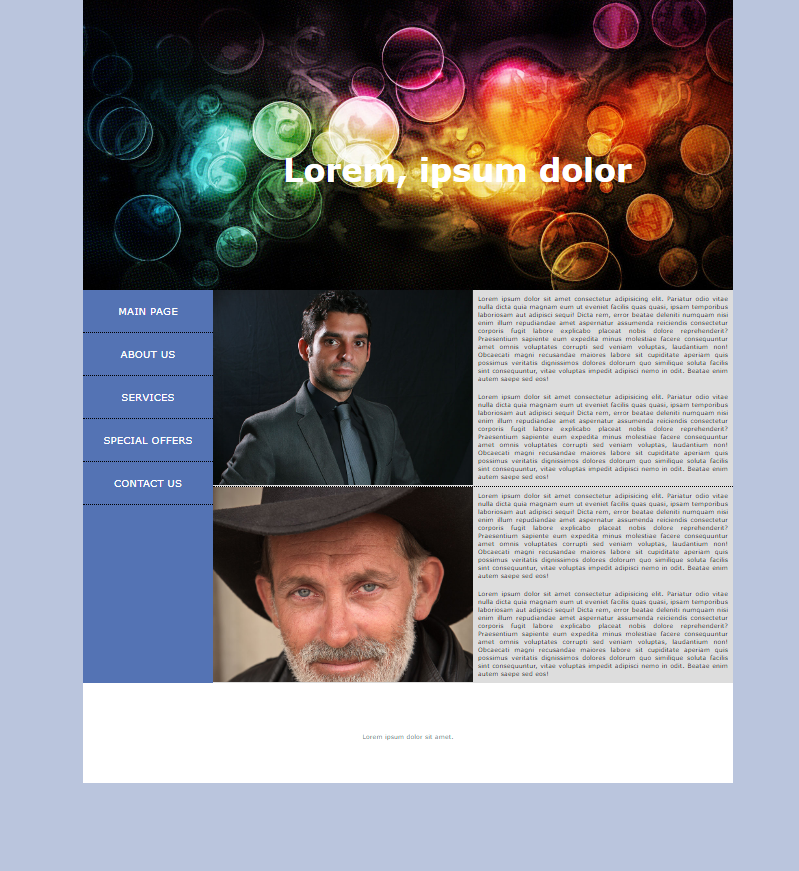 Lorem, ipsum dolor
MAIN PAGE
ABOUT US
SERVICES
SPECIAL OFFERS
CONTACT US
Lorem ipsum dolor sit amet consectetur adipisicing elit. Pariatur odio vitae
nulla dicta quia magnam eum ut eveniet facilis quas quasi, ipsam temporibus
laboriosam aut adipisci sequi! Dicta rem, error beatae deleniti numquam nisi
enim illum repudiandae amet aspernatur assumenda reiciendis consectetur
corporis fugit labore explicabo placeat nobis dolore reprehenderit?
Praesentium sapiente eum expedita minus molestiae facere consequuntur
amet omnis voluptates corrupti sed veniam voluptas, laudantium non!
Obcaecati magni recusandae maiores labore sit cupiditate aperiam quis
possimus veritatis dignissimos dolores dolorum quo similique soluta facilis
sint consequuntur, vitae voluptas impedit adipisci nemo in odit. Beatae enim
autem saepe sed eos!
Lorem ipsum dolor sit amet consectetur adipisicing elit. Pariatur odio vitae
nulla dicta quia magnam eum ut eveniet facilis quas quasi, ipsam temporibus
laboriosam aut adipisci sequi! Dicta rem, error beatae deleniti numquam nisi
enim illum repudiandae amet aspernatur assumenda reiciendis consectetur
corporis fugit labore explicabo placeat nobis dolore reprehenderit?
Praesentium sapiente eum expedita minus molestiae facere consequuntur
amet omnis voluptates corrupti sed veniam voluptas, laudantium non!
Obcaecati magni recusandae maiores labore sit cupiditate aperiam quis
possimus veritatis dignissimos dolores dolorum quo similique soluta facilis
sint consequuntur, vitae voluptas impedit adipisci nemo in odit. Beatae enim
autem saepe sed eos!
Lorem ipsum dolor sit amet consectetur adipisicing elit. Pariatur odio vitae
nulla dicta quia magnam eum ut eveniet facilis quas quasi, ipsam temporibus
laboriosam aut adipisci sequi! Dicta rem, error beatae deleniti numquam nisi
enim illum repudiandae amet aspernatur assumenda reiciendis consectetur
corporis fugit labore explicabo placeat nobis dolore reprehenderit?
Praesentium sapiente eum expedita minus molestiae facere consequuntur
amet omnis voluptates corrupti sed veniam voluptas, laudantium non!
Obcaecati magni recusandae maiores labore sit cupiditate aperiam quis
possimus veritatis dignissimos dolores dolorum quo similique soluta facilis
sint consequuntur, vitae voluptas impedit adipisci nemo in odit. Beatae enim
autem saepe sed eos!
Lorem ipsum dolor sit amet consectetur adipisicing elit. Pariatur odio vitae
nulla dicta quia magnam eum ut eveniet facilis quas quasi, ipsam temporibus
laboriosam aut adipisci sequi! Dicta rem, error beatae deleniti numquam nisi
enim illum repudiandae amet aspernatur assumenda reiciendis consectetur
corporis fugit labore explicabo placeat nobis dolore reprehenderit?
Praesentium sapiente eum expedita minus molestiae facere consequuntur
amet omnis voluptates corrupti sed veniam voluptas, laudantium non!
Obcaecati magni recusandae maiores labore sit cupiditate aperiam quis
possimus veritatis dignissimos dolores dolorum quo similique soluta facilis
sint consequuntur, vitae voluptas impedit adipisci nemo in odit. Beatae enim
autem saepe sed eos!
Lorem ipsum dolor sit amet.